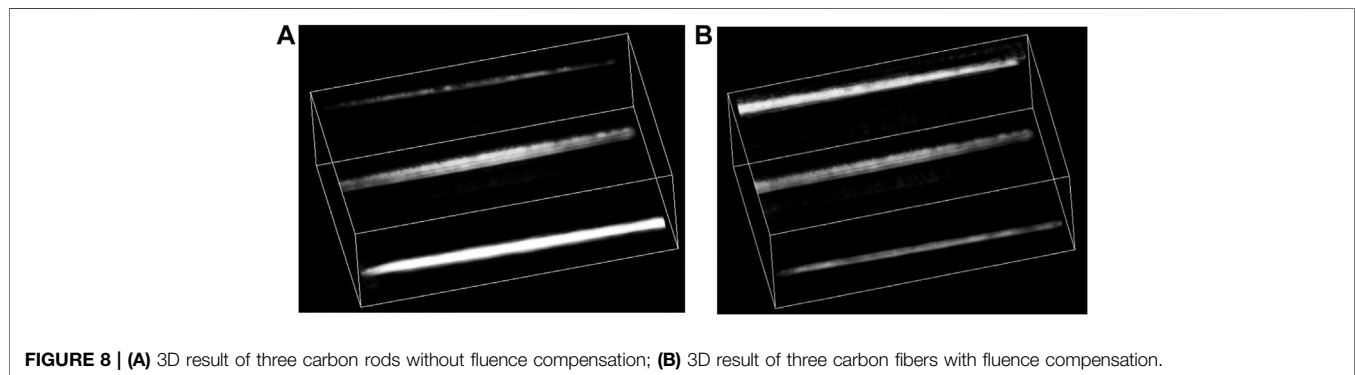 A
B
FIGURE 8 | (A) 3D result of three carbon rods without fluence compensation; (B) 3D result of three carbon fibers with fluence compensation.